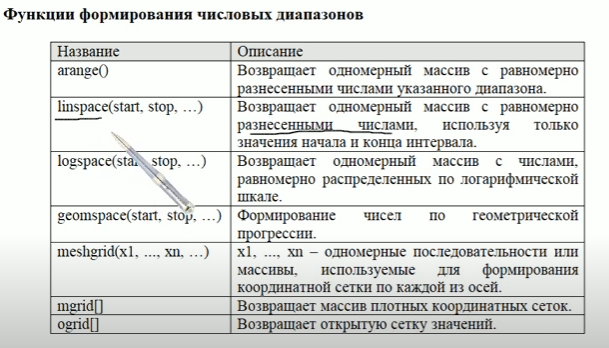 Функции формирования числовых диапазонов
Название Описание
arange() Возвращает одномерный массив с равномерно
разнесенными числами указанного диапазона.
linspace(start, stop, …) Возвращает одномерный массив с равномерно
разнесенными числами, используя только
значения начала и конца интервала.
logspace(sta stop, …) Возвращает одномерный массив с числами,
равномерно распределенных по логарифмической
шкале.
geomspace(start, stop, …) Формирование чисел по геометрической
прогрессии.
meshgrid(x1, ..., xn, …) x1, ..., xn – одномерные последовательности или
массивы, используемые для формирования
координатной сетки по каждой из осей.
mgrid[] Возвращает массив плотных координатных сеток.
ogrid[] Возвращает открытую сетку значений.